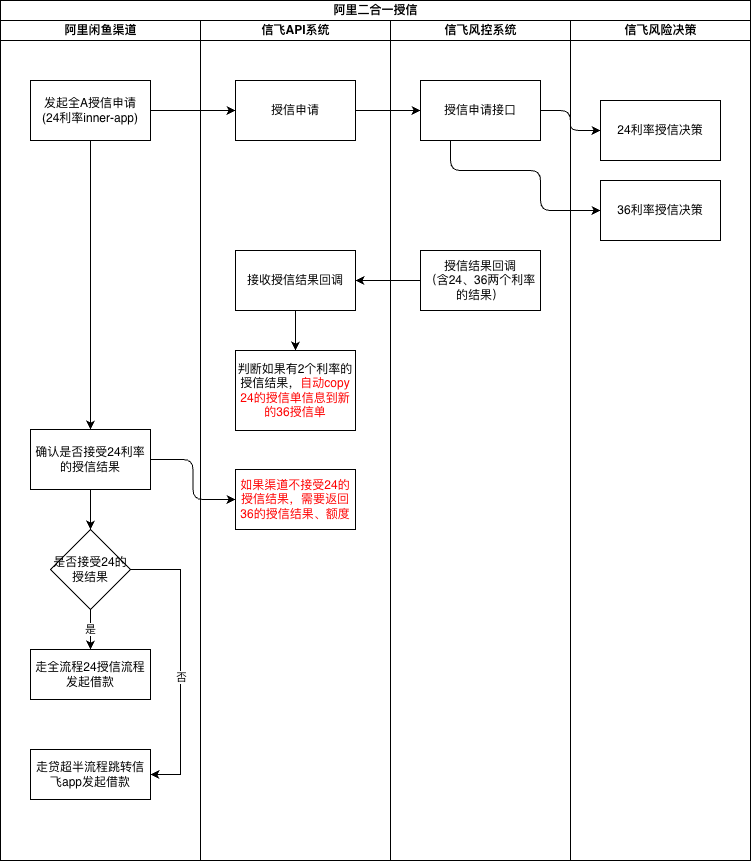 阿里二合一授信
阿里闲鱼渠道
信飞API系统
信飞风控系统
信飞风险决策
发起全A授信申请
(24利率inner-app)
授信申请
授信申请接口
24利率授信决策
36利率授信决策
接收授信结果回调
授信结果回调
（含24、36两个利率
的结果）
判断如果有2个利率的
授信结果，自动copy
24的授信单信息到新
的36授信单
确认是否接受24利率
的授信结果
如果渠道不接受24的
授信结果，需要返回
36的授信结果、额度
是否接受24的
授结果
是
否
走全流程24授信流程
发起借款
走贷超半流程跳转信
飞app发起借款